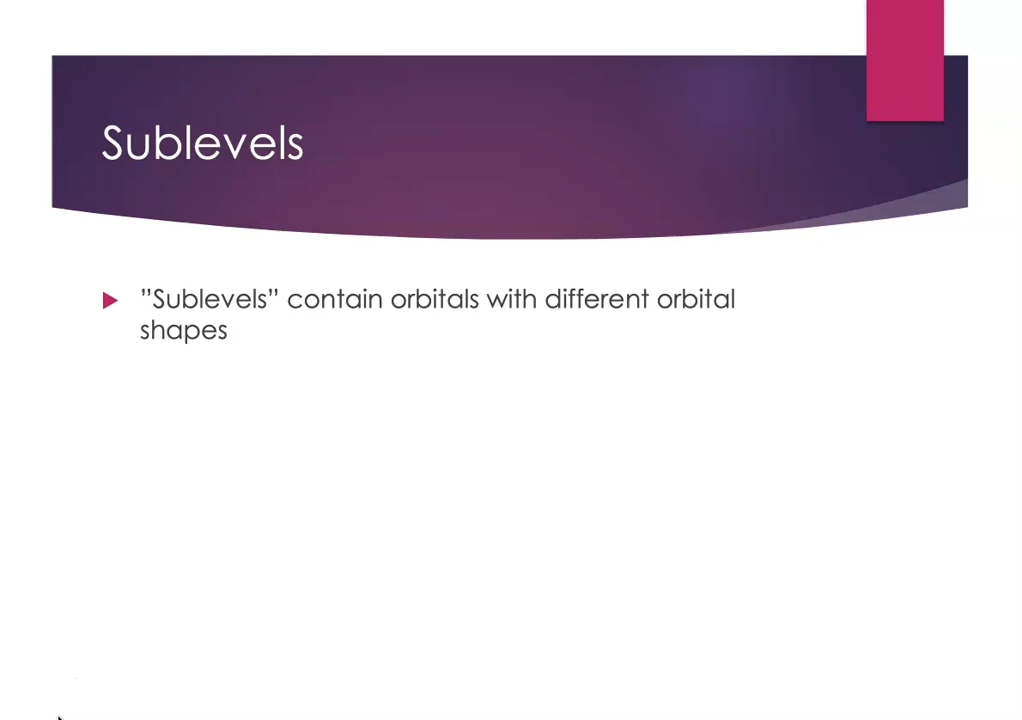 Sublevels
”Sublevels” contain orbitals with different orbital
shapes